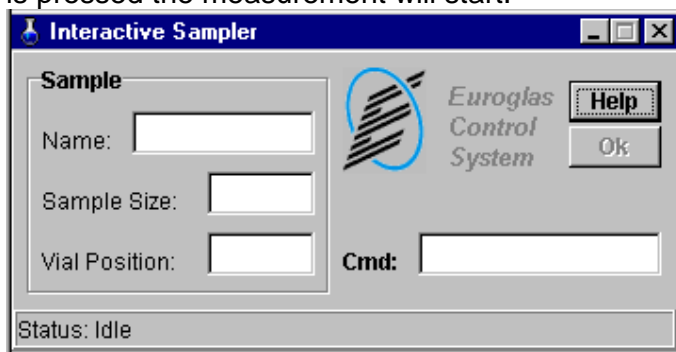 is pressed the measurement will start.
Interactive Sampler
Sample
Name:
Sample Size:
Vial Position:
Euroglas
Control
System
Help
Ok
Cmd:
Status: Idle